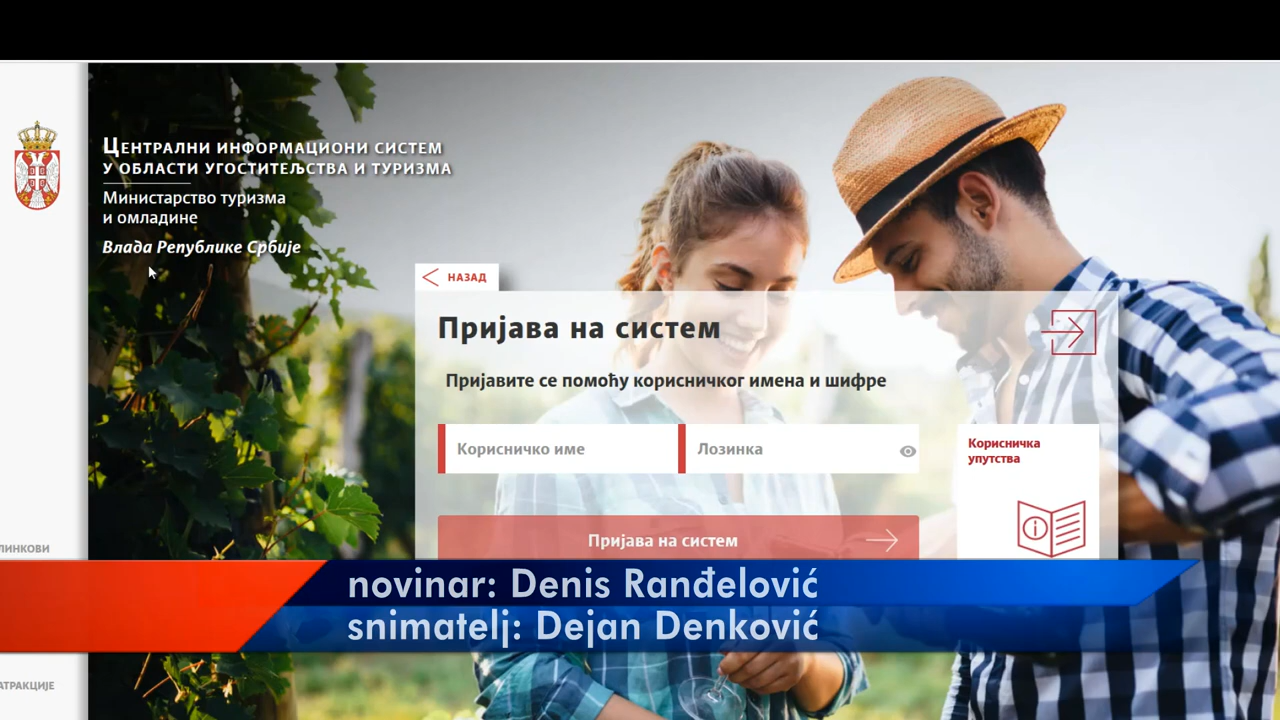 Централни информациони систем
у области угоститељства и туризма
Министарство туризма
и омладине
Влада Републике Србије
НАЗАД
Пријава на систем
Пријавите се помоћу корисничког имена и шифре
Корисничко име
Лозинка
Корисничка
упутства
Пријава на систем
ЛИНКОВИ
novinar: Denis Ranđelović
snimatelj: Dejan Denković
АТРАКЦИЈЕ